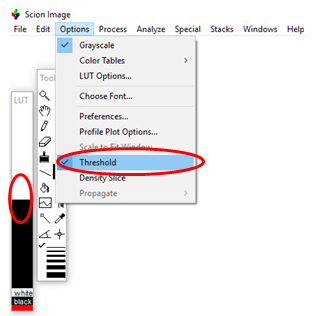 Scion Image
File Edit Options Process Analyze Special Stacks Windows Help
Grayscale
Color Tables
LUT Options...
Choose Font...
Preferences...
Profile Plot Options...
Scale to Fit Window
Threshold
Density Slice
Propagate
LUT
Tool
white
black